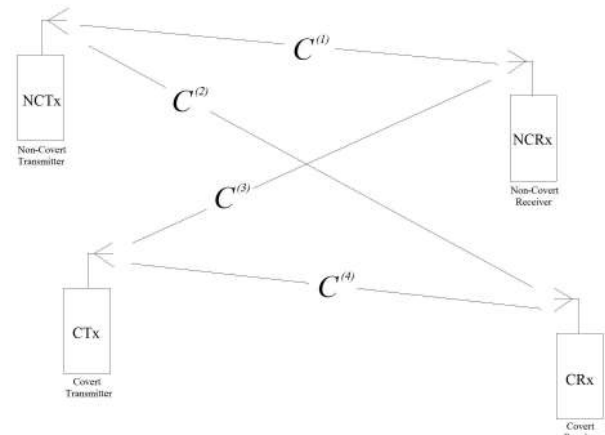 C(1)
NCTx
C(2)
NCRx
Non-Covert
Transmitter
Non-Covert
Receiver
C(3)
C(4)
CTx
CRx
Covert
Transmitter
Covert